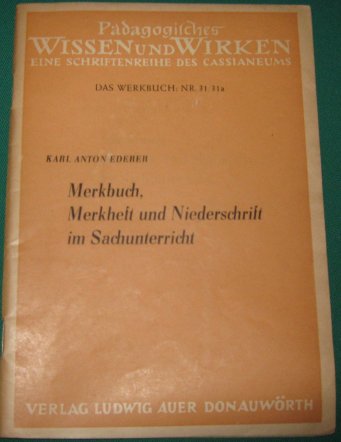 Pädagogisches
WISSEN UND WIRKEN
EINE SCHRIFTENREIHE DES CASSIANEUMS
DAS WERKBUCH: NR. 31 31a
KARL ANTON EDERER
Merkbuch,
Merkheft und Niederschrift
im Sachunterricht
VERLAG LUDWIG AUER DONAUWÖRTH